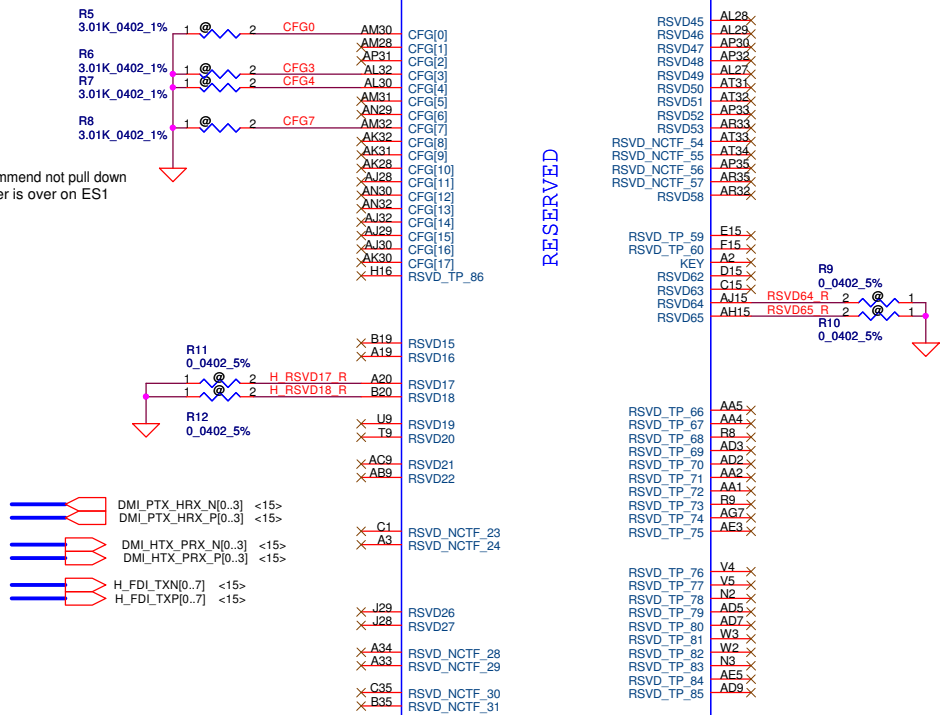 R5
3.01K_0402_1%
1 @ 2 CFG0 AM30 CFG[0]
AM28 CFG[1]
AP31 CFG[2]
R6
3.01K_0402_1%
1 @ 2 CFG3 AL32 CFG[3]
R7
3.01K_0402_1%
1 @ 2 CFG4 AL30 CFG[4]
AM31 CFG[5]
AN29 CFG[6]
R8
3.01K_0402_1%
1 @ 2 CFG7 AM32 CFG[7]
AK32 CFG[8]
AK31 CFG[9]
AK28 CFG[10]
AJ28 CFG[11]
AN30 CFG[12]
AN32 CFG[13]
AJ32 CFG[14]
AJ29 CFG[15]
AJ30 CFG[16]
AK30 CFG[17]
H16 RSVD_TP_86
mmend not pull down
er is over on ES1
B19 RSVD15
A19 RSVD16
R11
0_0402_5%
1 @ 2 H_RSVD17_R A20 RSVD17
1 @ 2 H_RSVD18_R B20 RSVD18
R12
0_0402_5%
U9 RSVD19
T9 RSVD20
AC9 RSVD21
AB9 RSVD22
C1 RSVD_NCTF_23
A3 RSVD_NCTF_24
J29 RSVD26
J28 RSVD27
A34 RSVD_NCTF_28
A33 RSVD_NCTF_29
C35 RSVD_NCTF_30
B35 RSVD_NCTF_31
DMI_PTX_HRX_N[0..3] <15>
DMI_PTX_HRX_P[0..3] <15>
DMI_HTX_PRX_N[0..3] <15>
DMI_HTX_PRX_P[0..3] <15>
H_FDI_TXN[0..7] <15>
H_FDI_TXP[0..7] <15>
RESERVED
RSVD45 AL28
RSVD46 AL29
RSVD47 AP30
RSVD48 AP32
RSVD49 AL27
RSVD50 AT31
RSVD51 AT32
RSVD52 AP33
RSVD53 AR33
RSVD_NCTF_54 AT33
RSVD_NCTF_55 AT34
RSVD_NCTF_56 AP35
RSVD_NCTF_57 AR35
RSVD58 AR32
RSVD_TP_59 E15
RSVD_TP_60 F15
KEY A2
RSVD62 D15
RSVD63 C15
R9
0_0402_5%
RSVD64 AJ15 RSVD64_R 2 @ 1
RSVD65 AH15 RSVD65_R 2 @ 1
R10
0_0402_5%
RSVD_TP_66 AA5
RSVD_TP_67 AA4
RSVD_TP_68 R8
RSVD_TP_69 AD3
RSVD_TP_70 AD2
RSVD_TP_71 AA2
RSVD_TP_72 AA1
RSVD_TP_73 R9
RSVD_TP_74 AG7
RSVD_TP_75 AE3
RSVD_TP_76 V4
RSVD_TP_77 V5
RSVD_TP_78 N2
RSVD_TP_79 AD5
RSVD_TP_80 AD7
RSVD_TP_81 W3
RSVD_TP_82 W2
RSVD_TP_83 N3
RSVD_TP_84 AE5
RSVD_TP_85 AD9